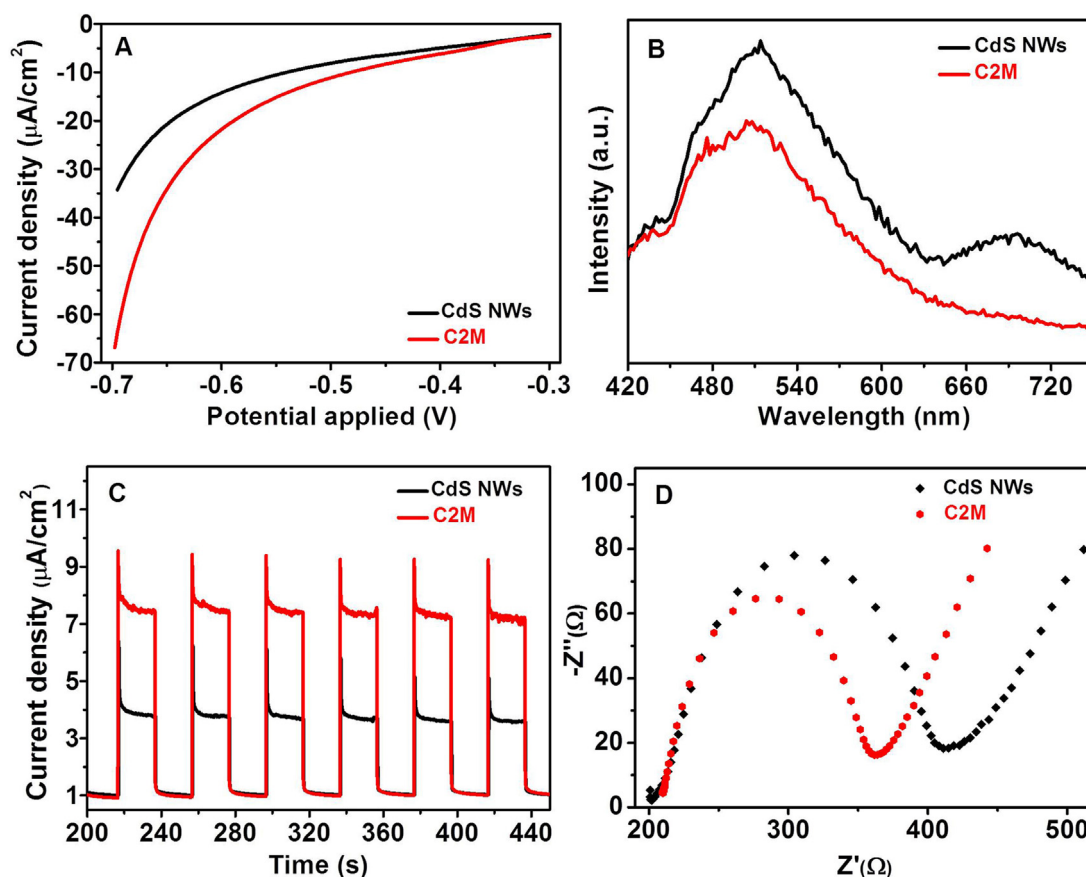 A
CdS NWs
C2M
Current density (μA/cm²)
0
-10
-20
-30
-40
-50
-60
-70
-0.7 -0.6 -0.5 -0.4 -0.3
Potential applied (V)
B
CdS NWs
C2M
Intensity (a.u.)
420 480 540 600 660 720
Wavelength (nm)
C
CdS NWs
C2M
Current density (μA/cm²)
11
9
7
5
3
1
200 240 280 320 360 400 440
Time (s)
D
CdS NWs
C2M
-Z''(Ω)
100
80
60
40
20
0
200 300 400 500
Z'(Ω)